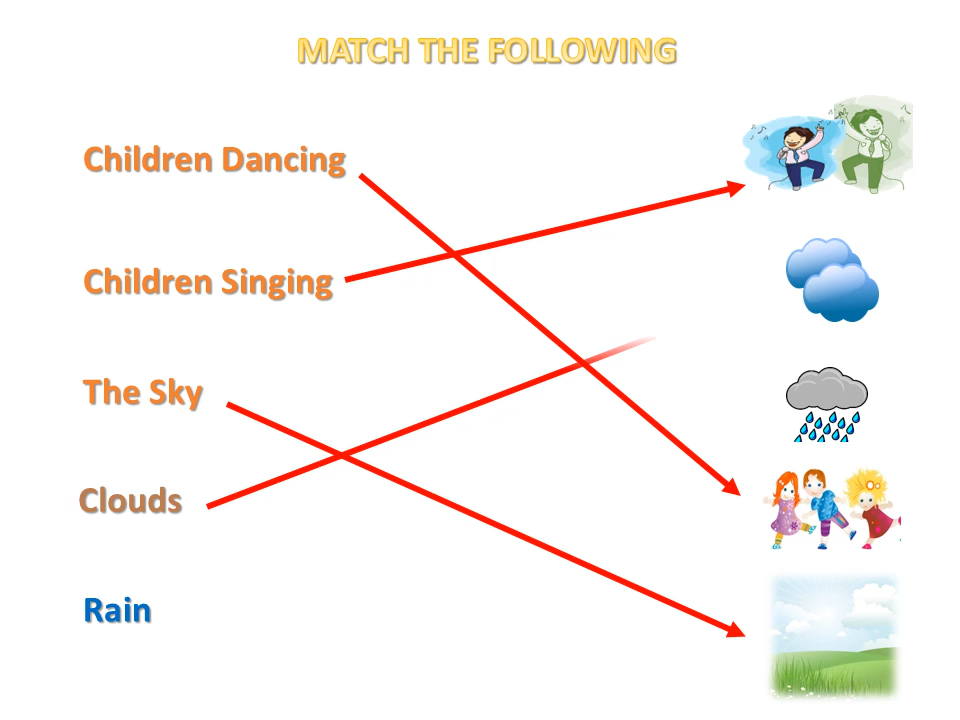 MATCH THE FOLLOWING
Children Dancing
Children Singing
The Sky
Clouds
Rain